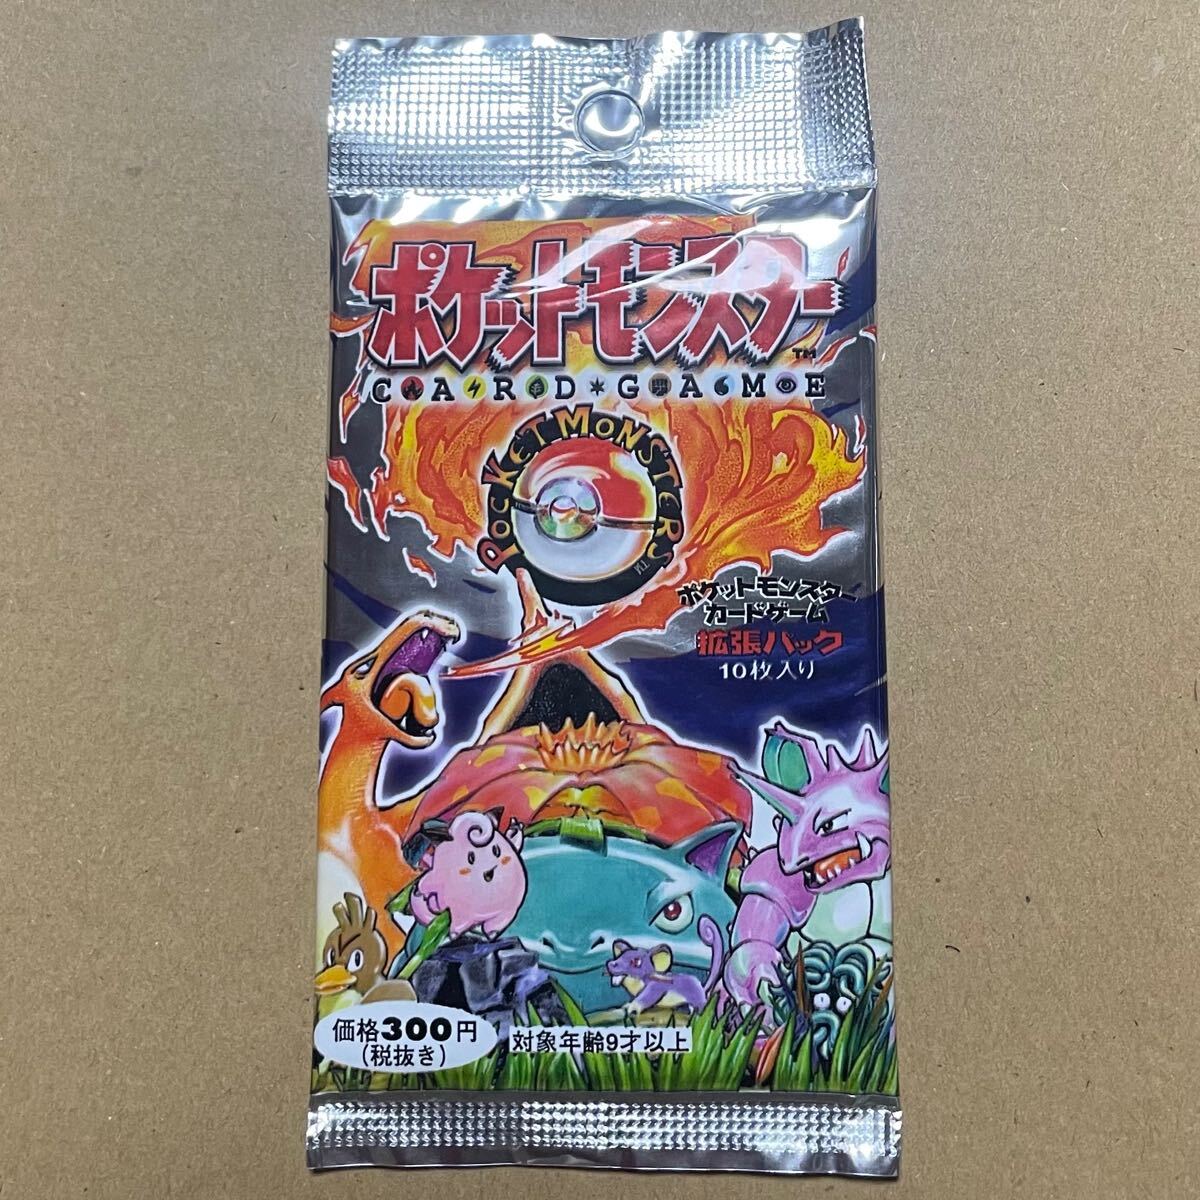 ポケットモンスター
TM
CARD GAME
POCKET MONSTERS
TM
ポケットモンスター
カードゲーム
拡張パック
10枚入り
価格300円
(税抜き)
対象年齢9才以上